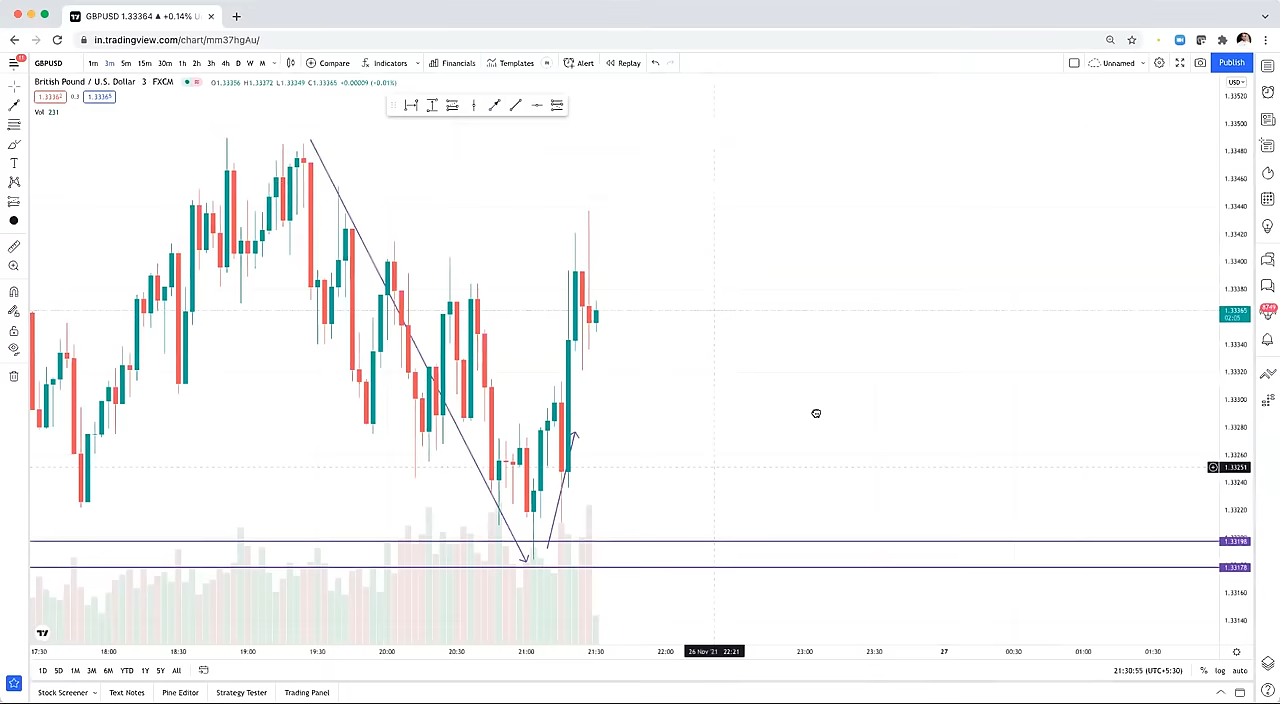 GBPUSD 1.33364 ▲ +0.14% U
in.tradingview.com/chart/mm37hgAu/
11
GBPUSD 1m 3m 5m 15m 30m 1h 2h 3h 4h D W M Compare Indicators Financials Templates Alert Replay Unnamed Publish
British Pound / U.S. Dollar 3 FXCM O1.33356 H1.33372 L1.33349 C1.33365 +0.00009 (+0.01%) USD
1.33362 0.3 1.33365
Vol 231
1.33520
1.33500
1.33480
1.33460
1.33440
1.33420
1.33400
1.33380
1.33365
02:05
1.33340
1.33320
1.33300
1.33280
1.33260
1.33251
1.33240
1.33220
1.33198
1.33178
1.33160
1.33140
17:30 18:00 18:30 19:00 19:30 20:00 20:30 21:00 21:30 22:00 26 Nov '21 22:21 23:00 23:30 27 00:30 01:00 01:30
1D 5D 1M 3M 6M YTD 1Y 5Y All 21:30:55 (UTC+5:30) % log auto
Stock Screener Text Notes Pine Editor Strategy Tester Trading Panel